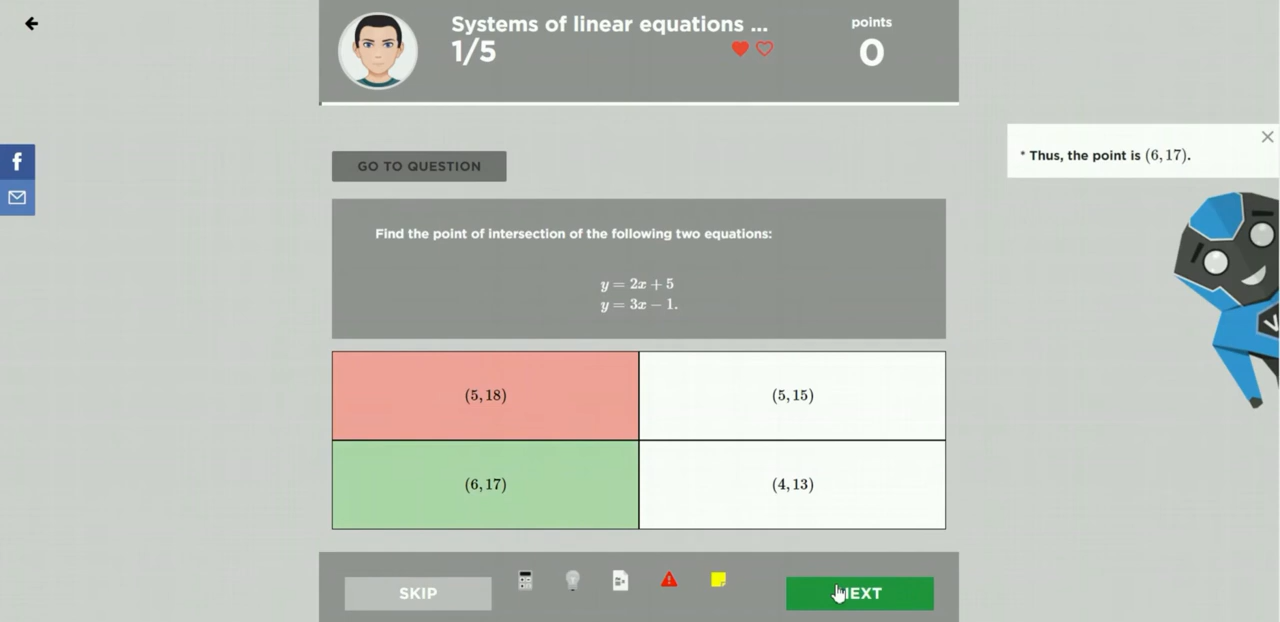 Systems of linear equations ...
1/5
points
0
* Thus, the point is (6, 17).
GO TO QUESTION
Find the point of intersection of the following two equations:
y = 2x + 5
y = 3x − 1.
(5, 18)
(5, 15)
(6, 17)
(4, 13)
SKIP
NEXT